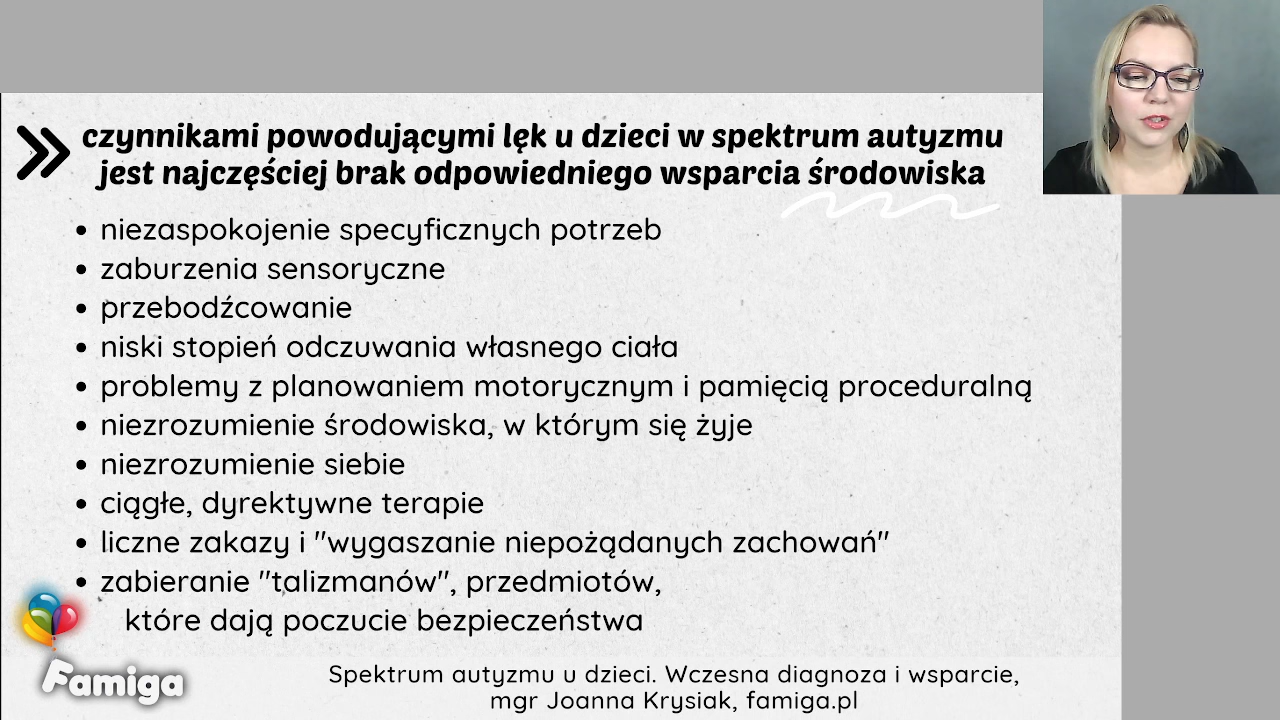 czynnikami powodującymi lęk u dzieci w spektrum autyzmu
jest najczęściej brak odpowiedniego wsparcia środowiska
• niezaspokojenie specyficznych potrzeb
• zaburzenia sensoryczne
• przebodźcowanie
• niski stopień odczuwania własnego ciała
• problemy z planowaniem motorycznym i pamięcią proceduralną
• niezrozumienie środowiska, w którym się żyje
• niezrozumienie siebie
• ciągłe, dyrektywne terapie
• liczne zakazy i "wygaszanie niepożądanych zachowań"
• zabieranie "talizmanów", przedmiotów,
które dają poczucie bezpieczeństwa
Famiga
Spektrum autyzmu u dzieci. Wczesna diagnoza i wsparcie,
mgr Joanna Krysiak, famiga.pl